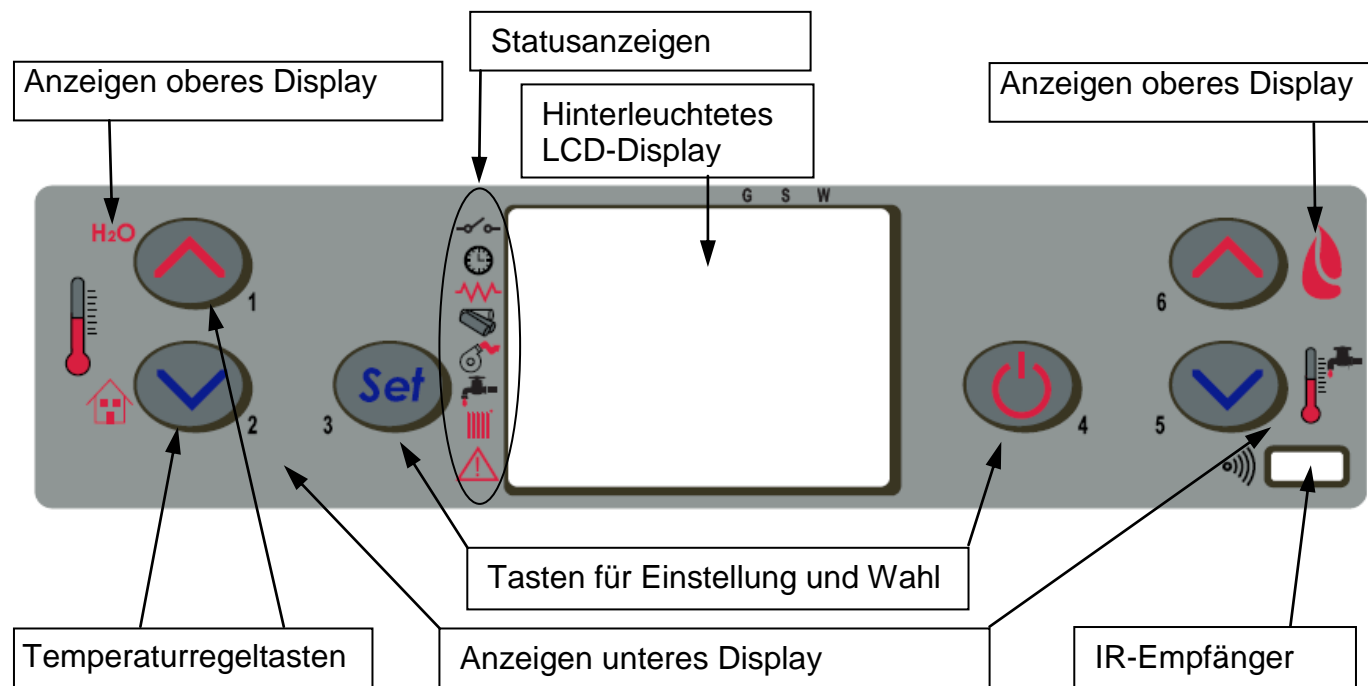 Statusanzeigen
Anzeigen oberes Display
Anzeigen oberes Display
Hinterleuchtetes
LCD-Display
G S W
H2O
1
6
Set
2
3
4
5
Tasten für Einstellung und Wahl
Temperaturregeltasten
Anzeigen unteres Display
IR-Empfänger